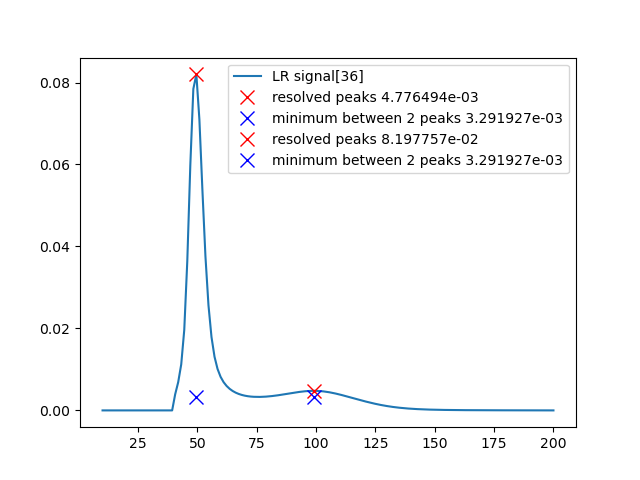 LR signal[36]
resolved peaks 4.776494e-03
minimum between 2 peaks 3.291927e-03
resolved peaks 8.197757e-02
minimum between 2 peaks 3.291927e-03
0.08
0.06
0.04
0.02
0.00
25 50 75 100 125 150 175 200